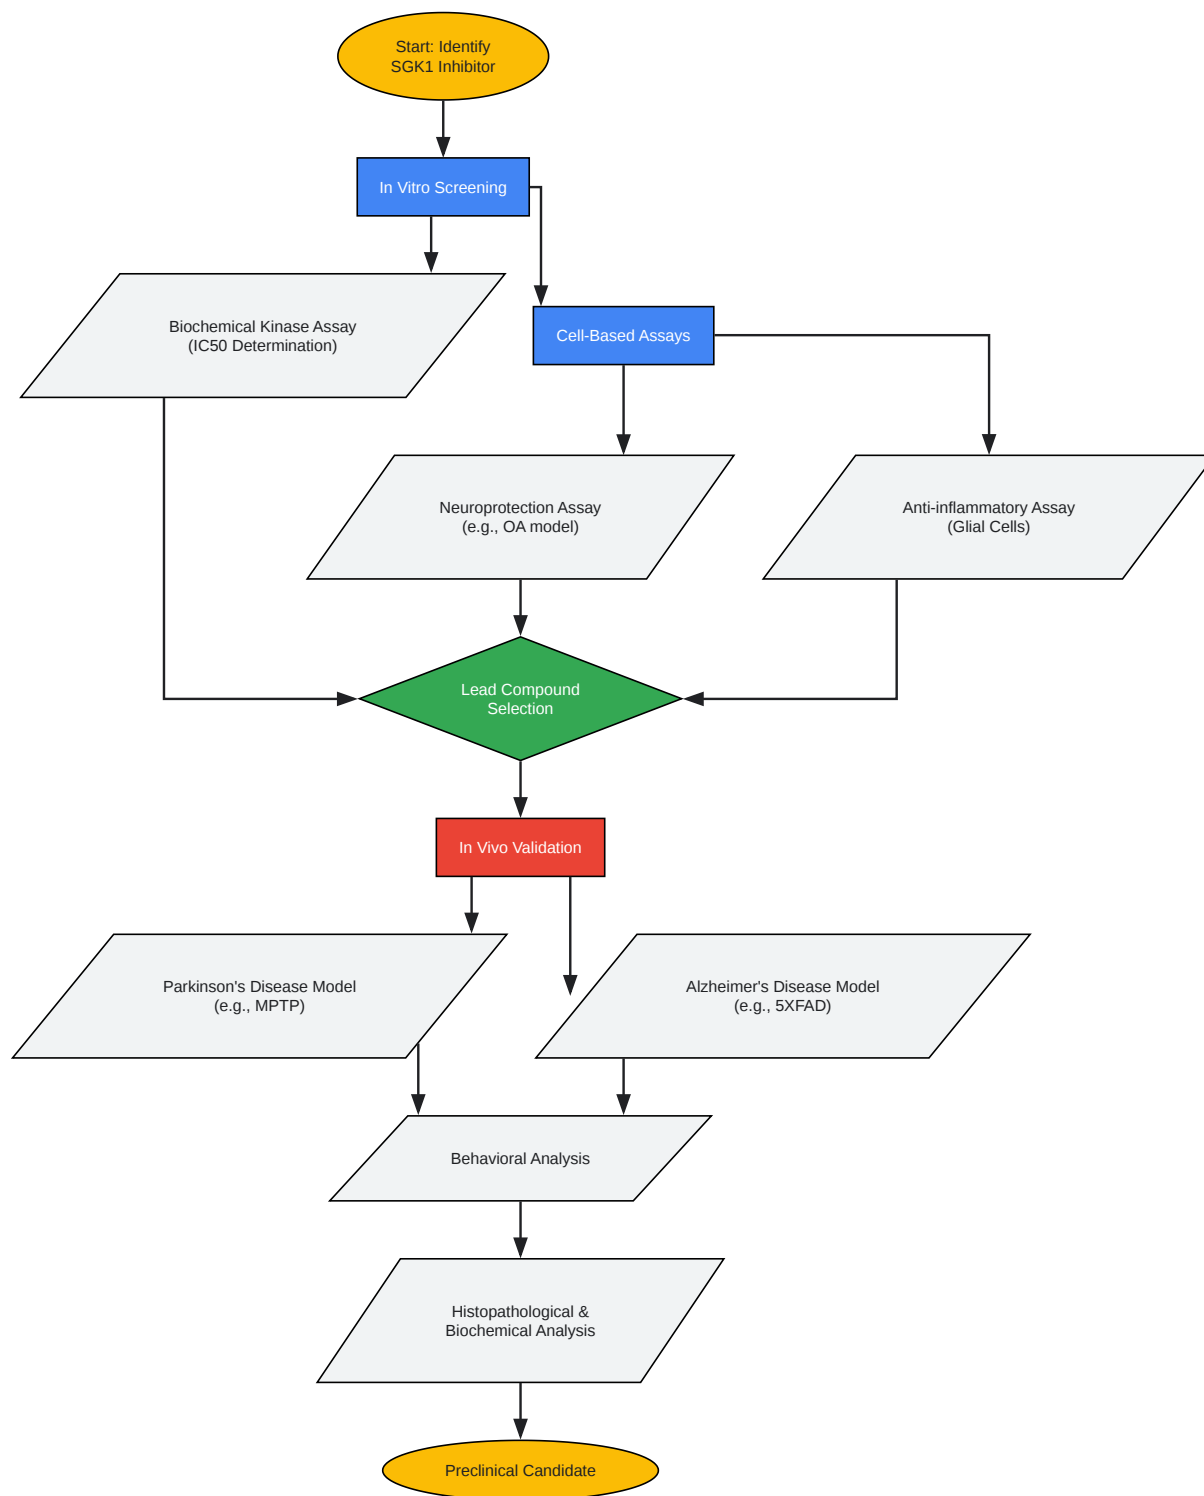 Start: Identify
SGK1 Inhibitor
In Vitro Screening
Biochemical Kinase Assay
(IC50 Determination)
Cell-Based Assays
Neuroprotection Assay
(e.g., OA model)
Anti-inflammatory Assay
(Glial Cells)
Lead Compound
Selection
In Vivo Validation
Parkinson's Disease Model
(e.g., MPTP)
Alzheimer's Disease Model
(e.g., 5XFAD)
Behavioral Analysis
Histopathological &
Biochemical Analysis
Preclinical Candidate